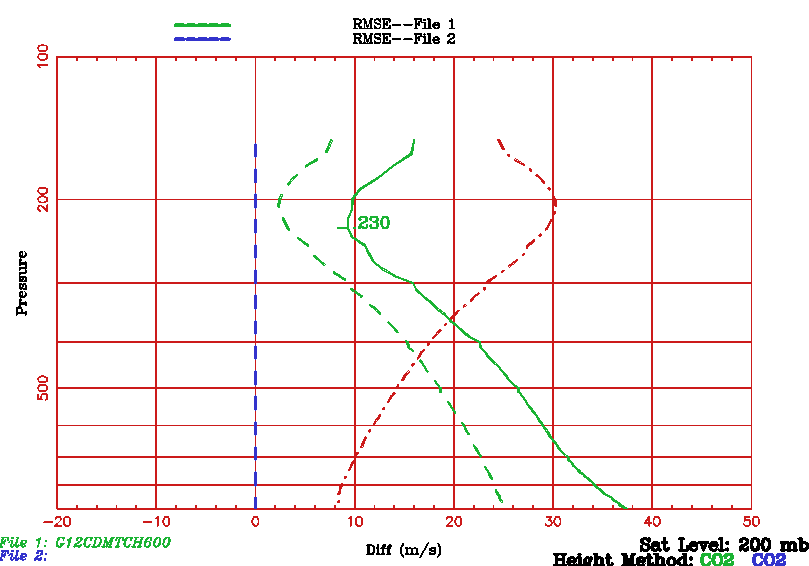 RMSE--File 1
RMSE--File 2
100
200
230
Pressure
500
-20 -10 0 10 20 30 40 50
Diff (m/s)
File 1: G12CDMTCH600
File 2:
Sat Level: 200 mb
Height Method: CO2 CO2